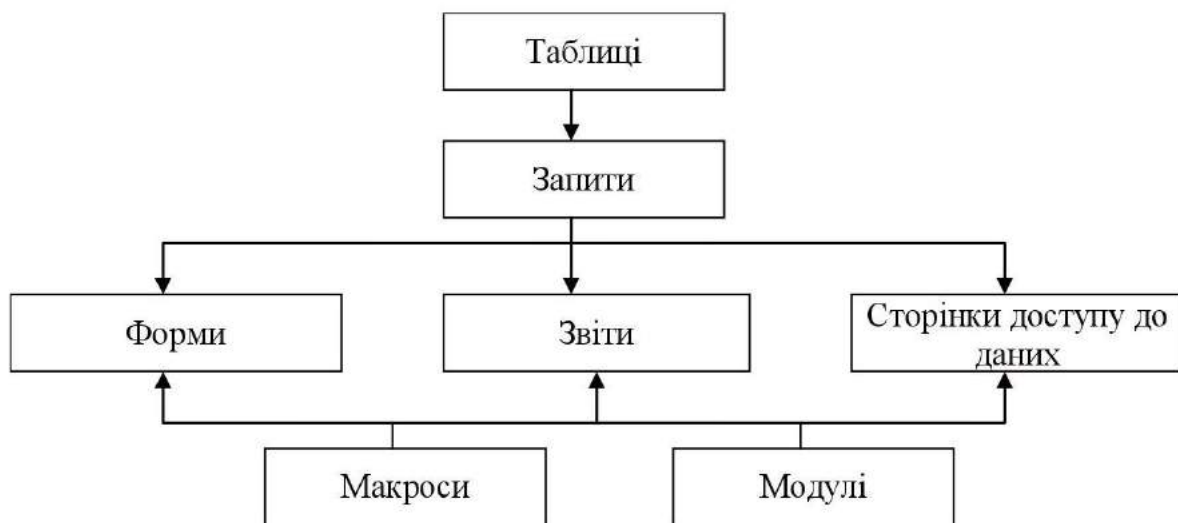 Таблиці
Запити
Форми
Звіти
Сторінки доступу до
даних
Макроси
Модулі